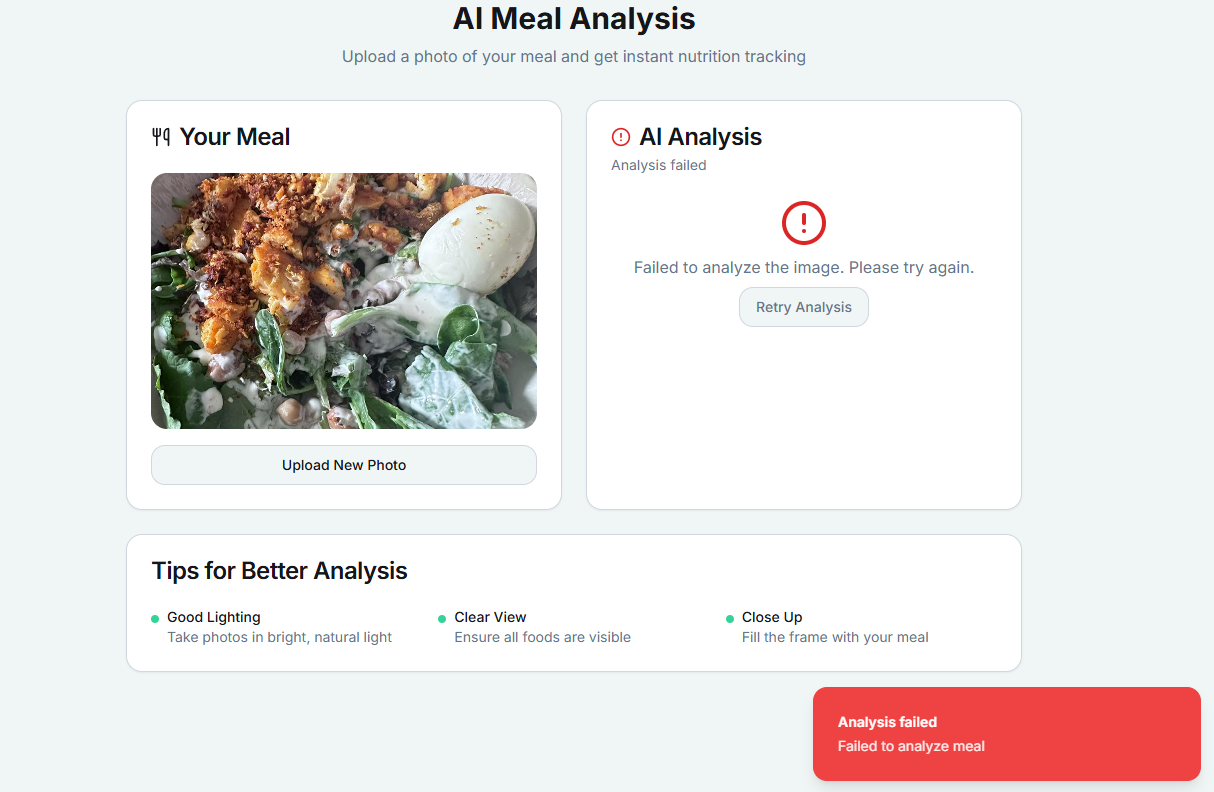 AI Meal Analysis
Upload a photo of your meal and get instant nutrition tracking
Your Meal
Upload New Photo
AI Analysis
Analysis failed
Failed to analyze the image. Please try again.
Retry Analysis
Tips for Better Analysis
Good Lighting
Take photos in bright, natural light
Clear View
Ensure all foods are visible
Close Up
Fill the frame with your meal
Analysis failed
Failed to analyze meal